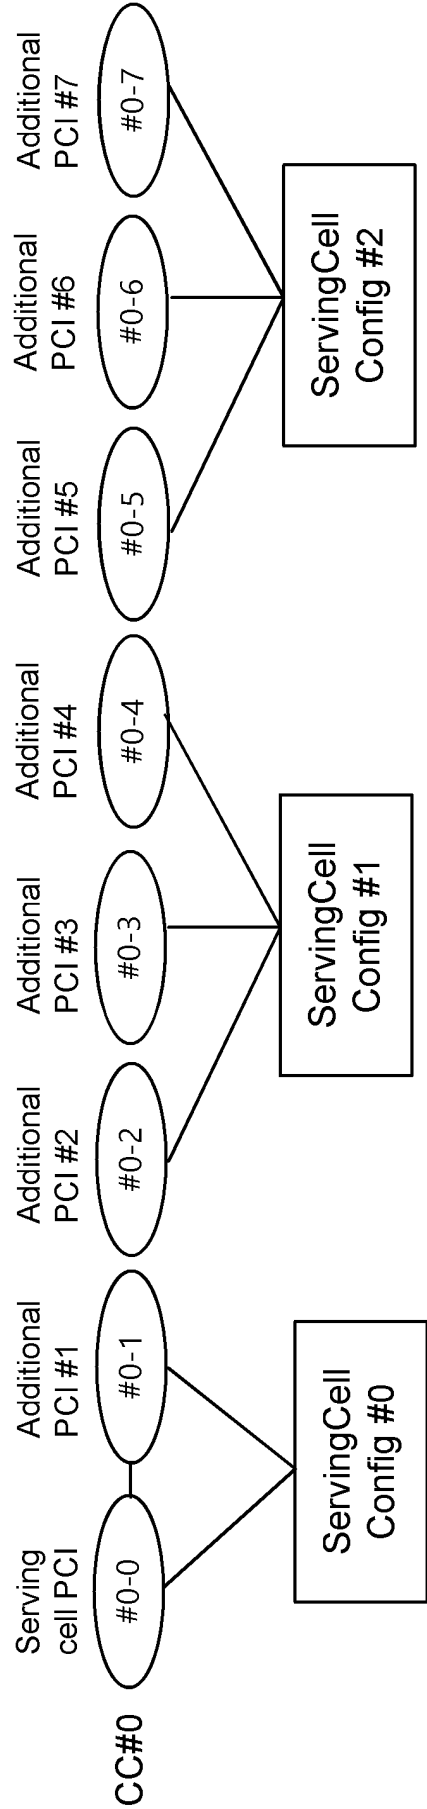 Serving
cell PCI
Additional
PCI #1
Additional
PCI #2
Additional
PCI #3
Additional
PCI #4
Additional
PCI #5
Additional
PCI #6
Additional
PCI #7
CC#0
#0-0
#0-1
#0-2
#0-3
#0-4
#0-5
#0-6
#0-7
ServingCell
Config #0
ServingCell
Config #1
ServingCell
Config #2